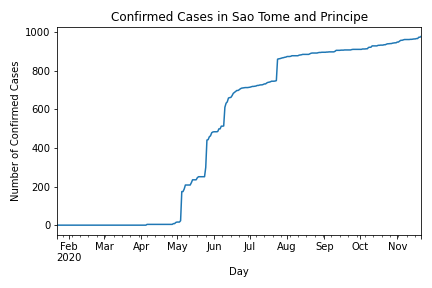 Confirmed Cases in Sao Tome and Principe
1000
800
600
400
200
0
Number of Confirmed Cases
Feb Mar Apr May Jun Jul Aug Sep Oct Nov
2020
Day